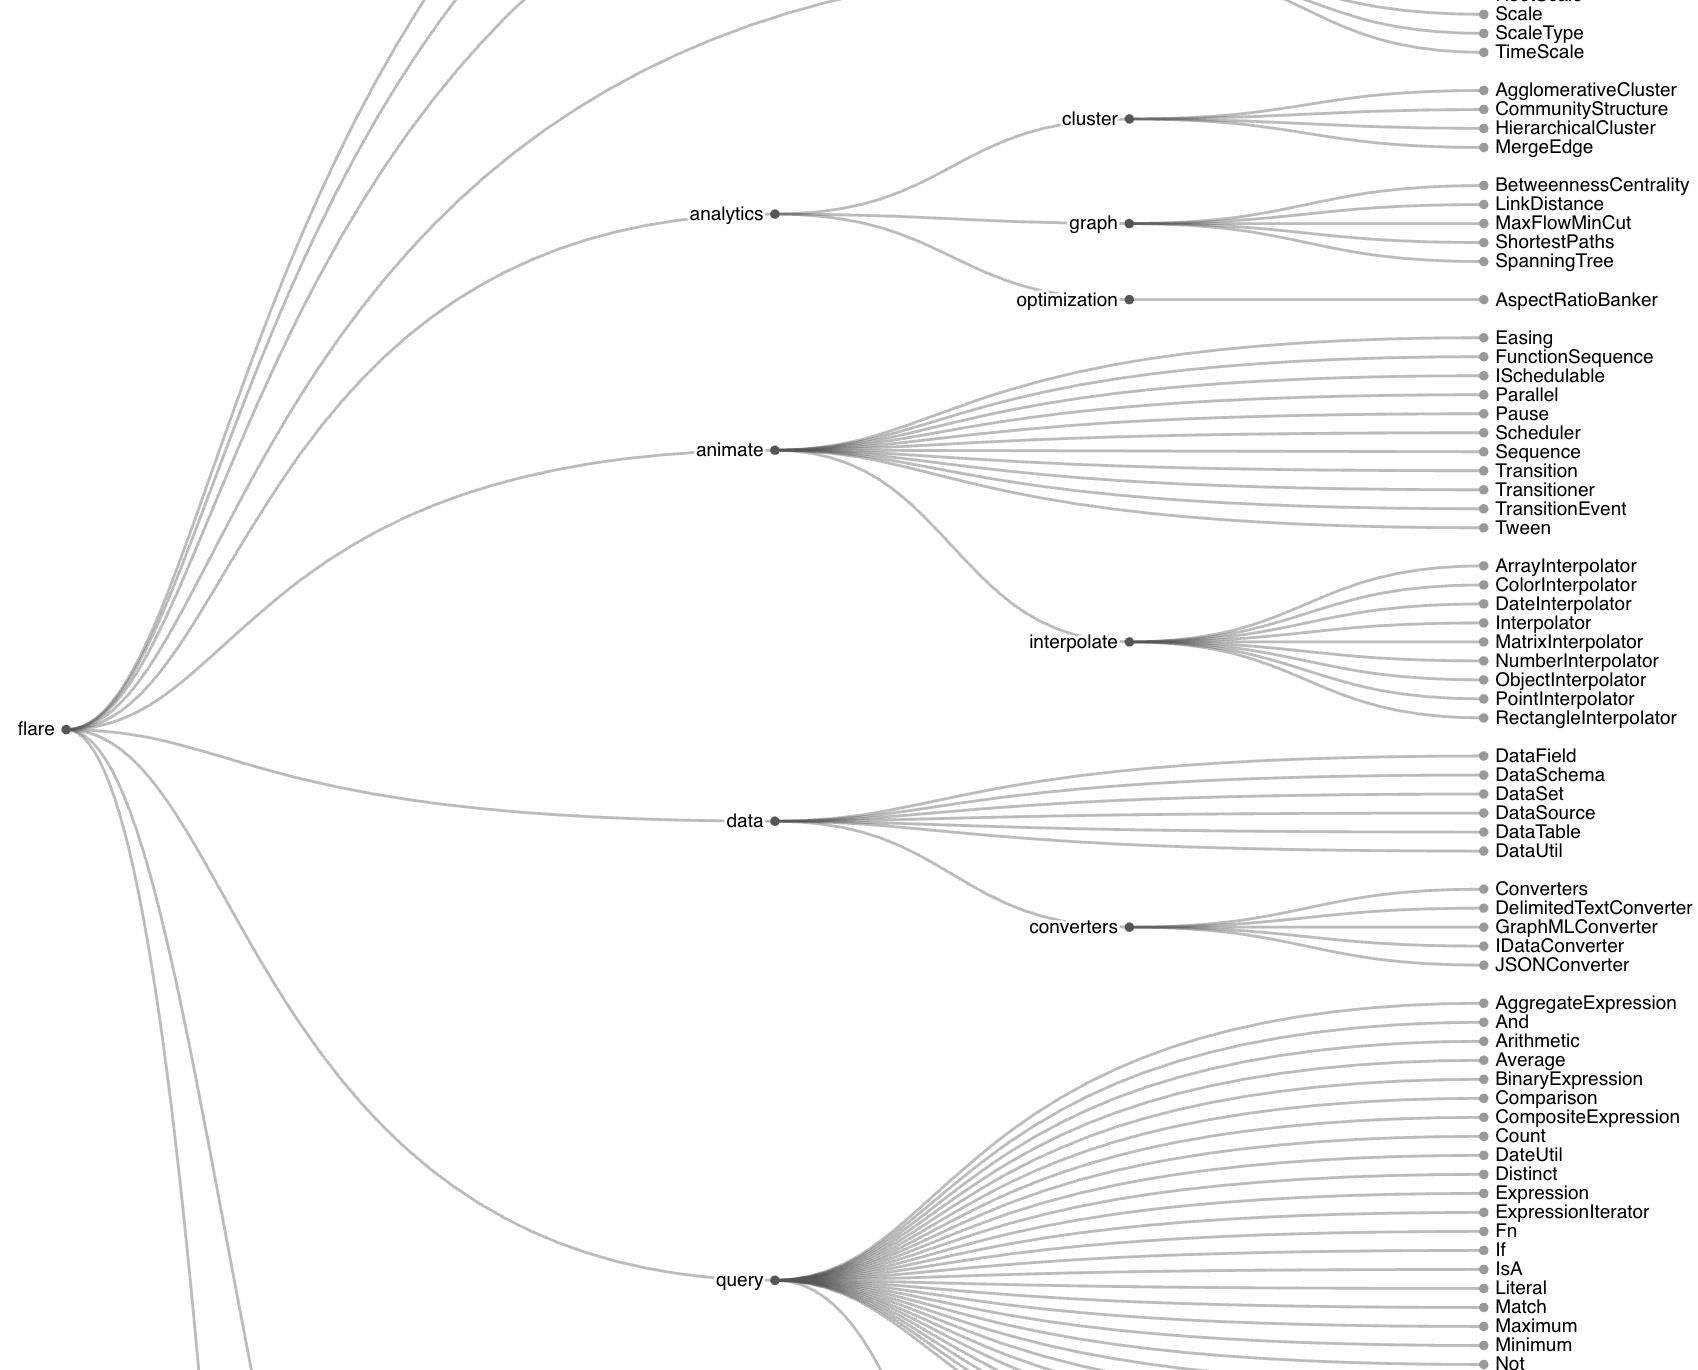 Scale
ScaleType
TimeScale
AgglomerativeCluster
cluster
CommunityStructure
HierarchicalCluster
MergeEdge
BetweennessCentrality
LinkDistance
analytics
graph
MaxFlowMinCut
ShortestPaths
SpanningTree
optimization
AspectRatioBanker
Easing
FunctionSequence
ISchedulable
Parallel
Pause
Scheduler
animate
Sequence
Transition
Transitioner
TransitionEvent
Tween
ArrayInterpolator
ColorInterpolator
DateInterpolator
Interpolator
interpolate
MatrixInterpolator
NumberInterpolator
ObjectInterpolator
PointInterpolator
RectangleInterpolator
flare
DataField
DataSchema
DataSet
DataSource
data
DataTable
DataUtil
Converters
DelimitedTextConverter
converters
GraphMLConverter
IDataConverter
JSONConverter
AggregateExpression
And
Arithmetic
Average
BinaryExpression
Comparison
CompositeExpression
Count
DateUtil
Distinct
Expression
ExpressionIterator
Fn
If
IsA
query
Literal
Match
Maximum
Minimum
Not